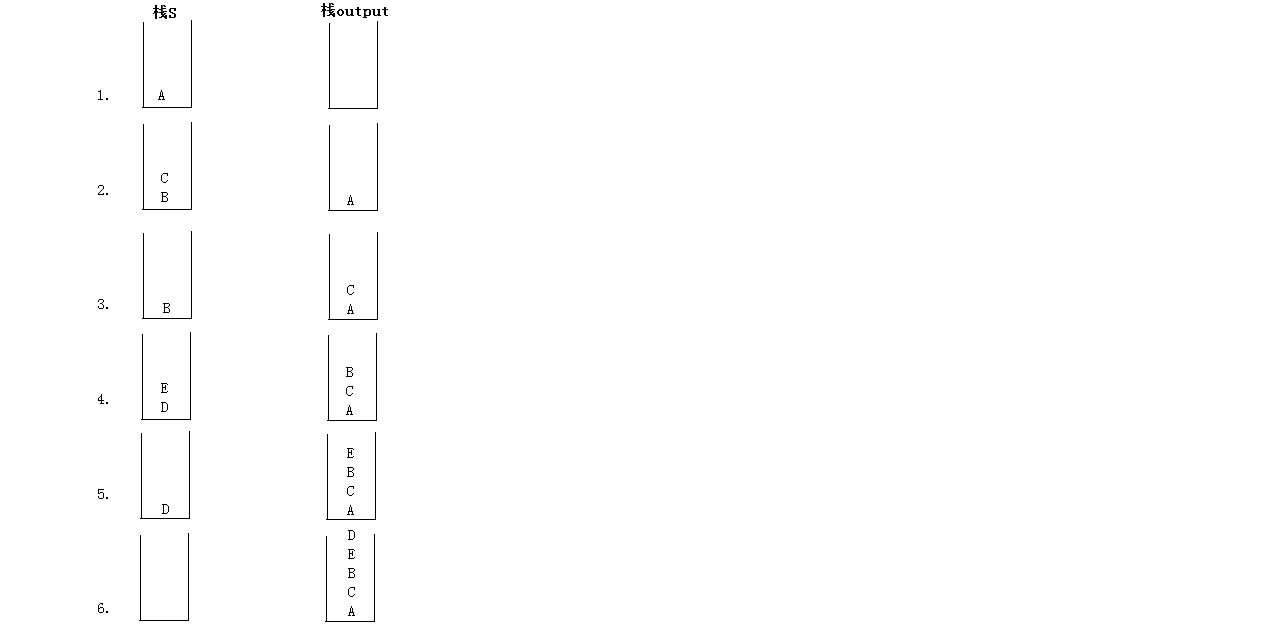 栈S 栈output
1. A
2. C
B A
3. B C
A
4. E B
D C
A
5. D E
B
C
A
6. D
E
B
C
A